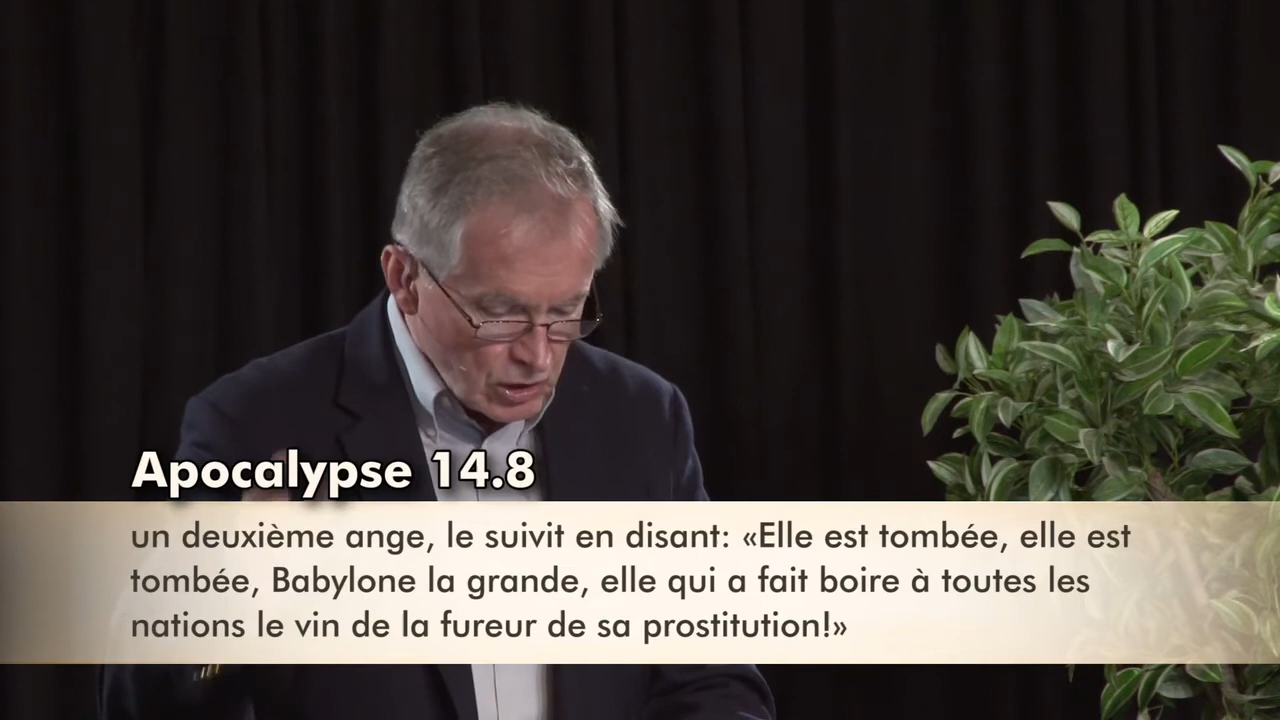 Apocalypse 14.8
un deuxième ange, le suivit en disant: «Elle est tombée, elle est
tombée, Babylone la grande, elle qui a fait boire à toutes les
nations le vin de la fureur de sa prostitution!»